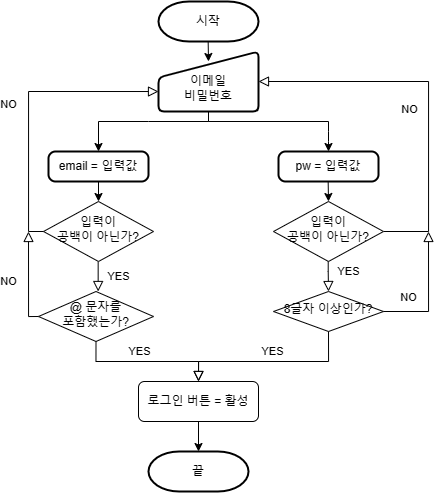 시작
이메일
비밀번호
NO
NO
email = 입력값
pw = 입력값
입력이
공백이 아닌가?
입력이
공백이 아닌가?
YES
YES
NO
@ 문자를
포함했는가?
8글자 이상인가?
NO
YES
YES
로그인 버튼 = 활성
끝